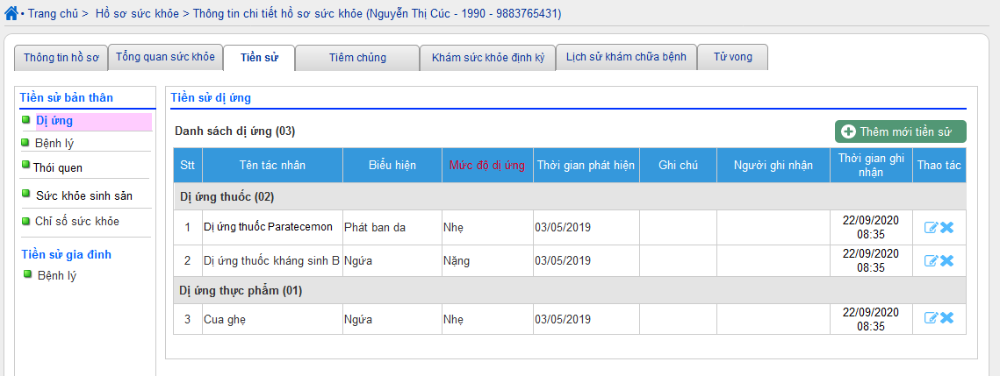 Trang chủ > Hồ sơ sức khỏe > Thông tin chi tiết hồ sơ sức khỏe (Nguyễn Thị Cúc - 1990 - 9883765431)
Thông tin hồ sơ Tổng quan sức khỏe Tiền sử Tiêm chủng Khám sức khỏe định kỳ Lịch sử khám chữa bệnh Tử vong
Tiền sử bản thân
Dị ứng
Bệnh lý
Thói quen
Sức khỏe sinh sản
Chỉ số sức khỏe
Tiền sử gia đình
Bệnh lý
Tiền sử dị ứng
Danh sách dị ứng (03) Thêm mới tiền sử
Stt Tên tác nhân Biểu hiện Mức độ dị ứng Thời gian phát hiện Ghi chú Người ghi nhận Thời gian ghi nhận Thao tác
Dị ứng thuốc (02)
1 Dị ứng thuốc Paratecemon Phát ban da Nhẹ 03/05/2019 22/09/2020 08:35
2 Dị ứng thuốc kháng sinh B Ngứa Nặng 03/05/2019 22/09/2020 08:35
Dị ứng thực phẩm (01)
3 Cua ghẹ Ngứa Nhẹ 03/05/2019 22/09/2020 08:35